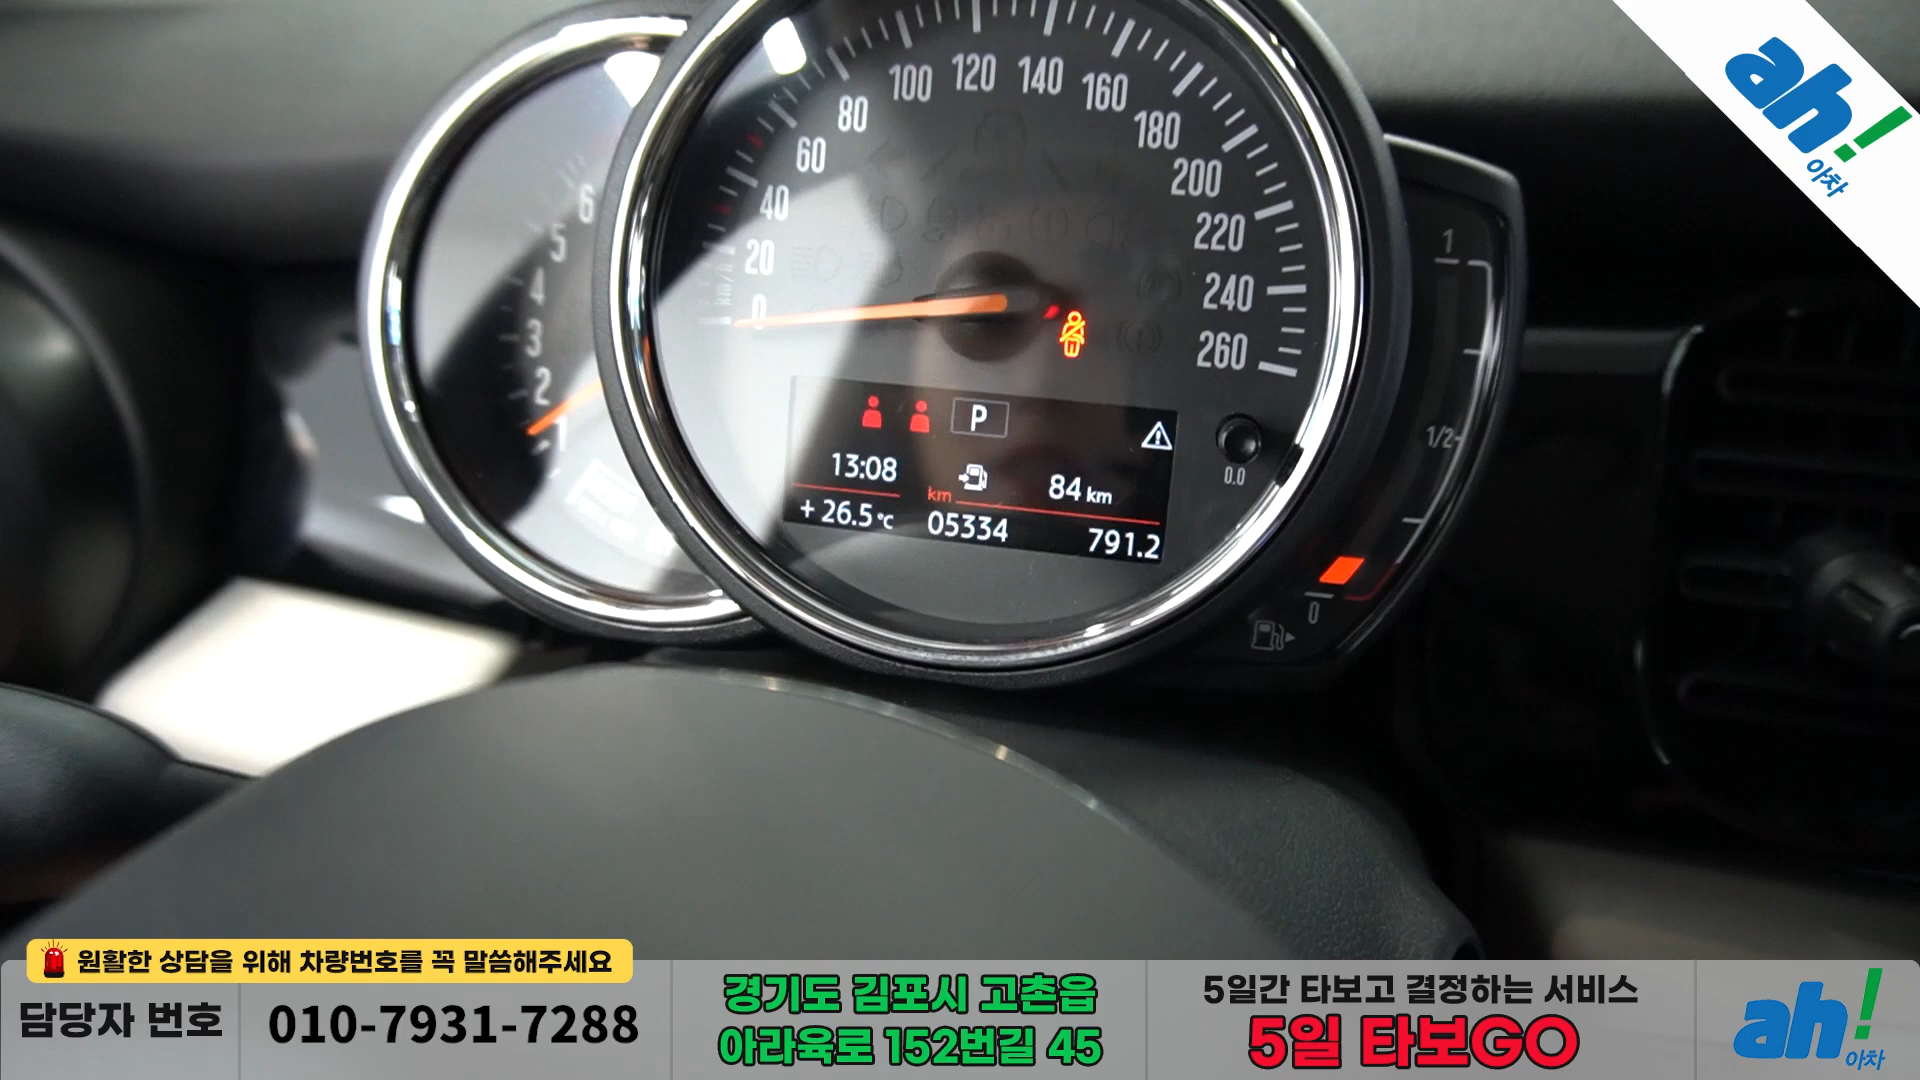 ah!
아차
100 120 140 160
80 180
60 200
40 220
20 240
0 260
km/h
6
5
4
3
2
1
1
1/2
0
P
13:08 84 km
km
+ 26.5 °C 05334 791.2
0.0
원활한 상담을 위해 차량번호를 꼭 말씀해주세요
담당자 번호 010-7931-7288
경기도 김포시 고촌읍
아라육로 152번길 45
5일간 타보고 결정하는 서비스
5일 타보GO
ah!
아차